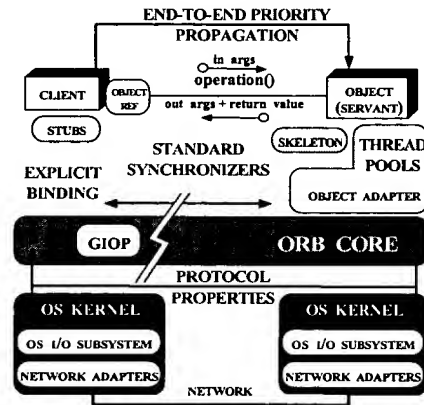 END-TO-END PRIORITY
PROPAGATION
in args
operation()
out args + return value
CLIENT
OBJECT
REF
OBJECT
(SERVANT)
STUBS
STANDARD
SYNCHRONIZERS
SKELETON
THREAD
POOLS
EXPLICIT
BINDING
OBJECT ADAPTER
GIOP
ORB CORE
PROTOCOL
PROPERTIES
OS KERNEL
OS KERNEL
OS I/O SUBSYSTEM
OS I/O SUBSYSTEM
NETWORK ADAPTERS
NETWORK ADAPTERS
NETWORK